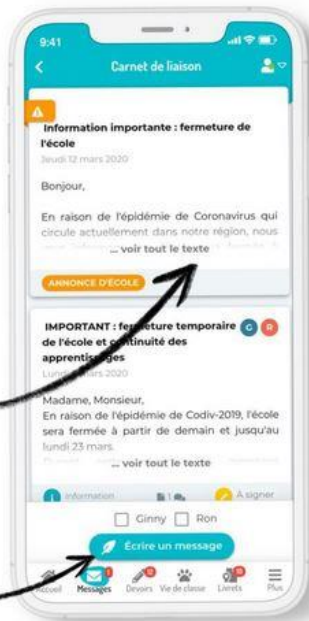 9:41
Carnet de liaison
Information importante : fermeture de
l'école
Jeudi 12 mars 2020
Bonjour,
En raison de l'épidémie de Coronavirus qui
circule actuellement dans notre région, nous
... voir tout le texte
ANNONCE D'ÉCOLE
IMPORTANT : fermeture temporaire G R
de l'école et continuité des
apprentissages
Lundi mars 2020
Madame, Monsieur,
En raison de l'épidémie de Codiv-2019, l'école
sera fermée à partir de demain et jusqu'au
lundi 23 mars.
... voir tout le texte
Information 1 À signer
Ginny Ron
Écrire un message
Accueil Messages Devoirs Vie de classe Livrets Plus